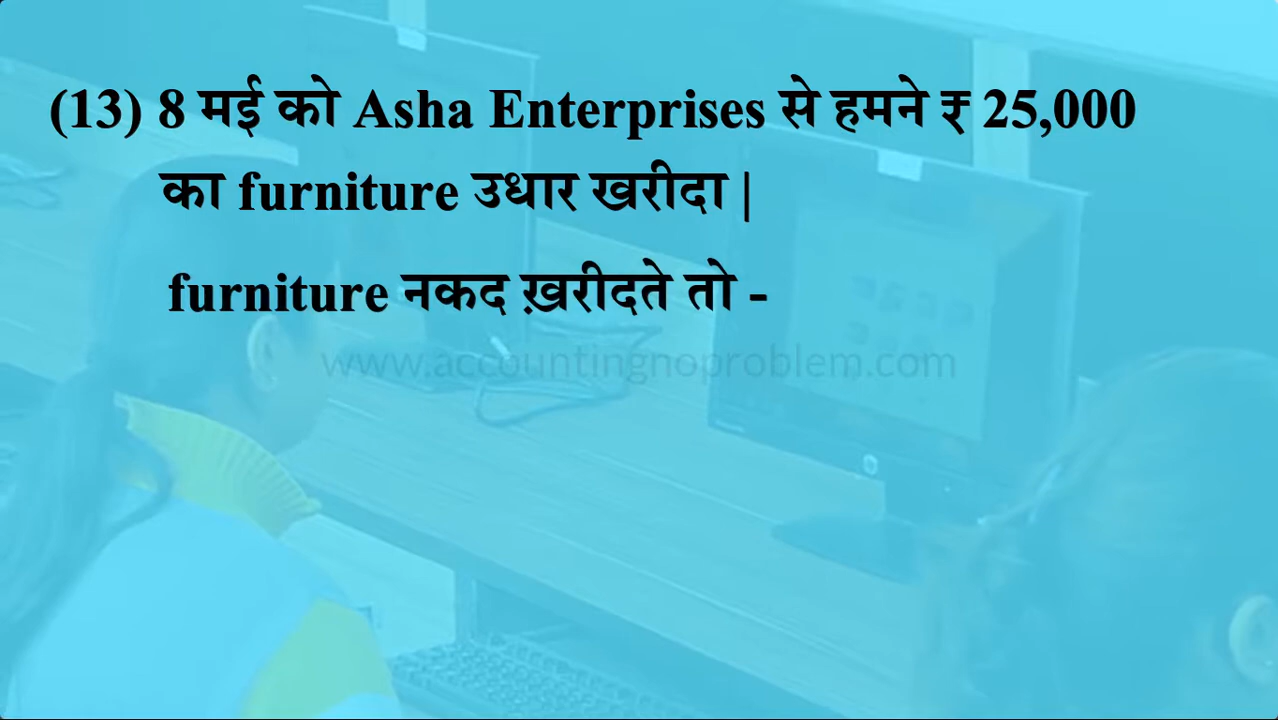 (13) 8 मई को Asha Enterprises से हमने ₹ 25,000
का furniture उधार खरीदा |
furniture नकद ख़रीदते तो -
www.accountingnoproblem.com